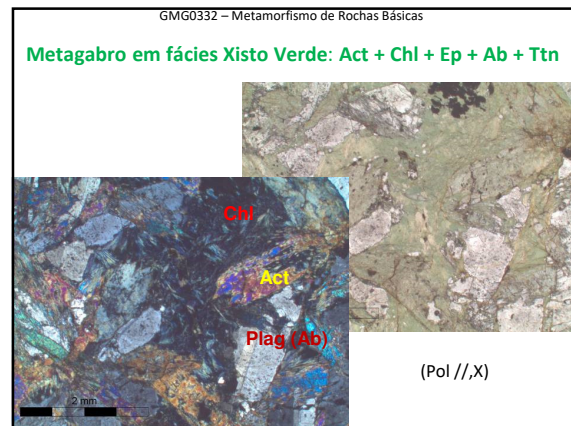 GMG0332 – Metamorfismo de Rochas Básicas
Metagabro em fácies Xisto Verde: Act + Chl + Ep + Ab + Ttn
Chl
Act
Plag (Ab)
(Pol //,X)
2 mm